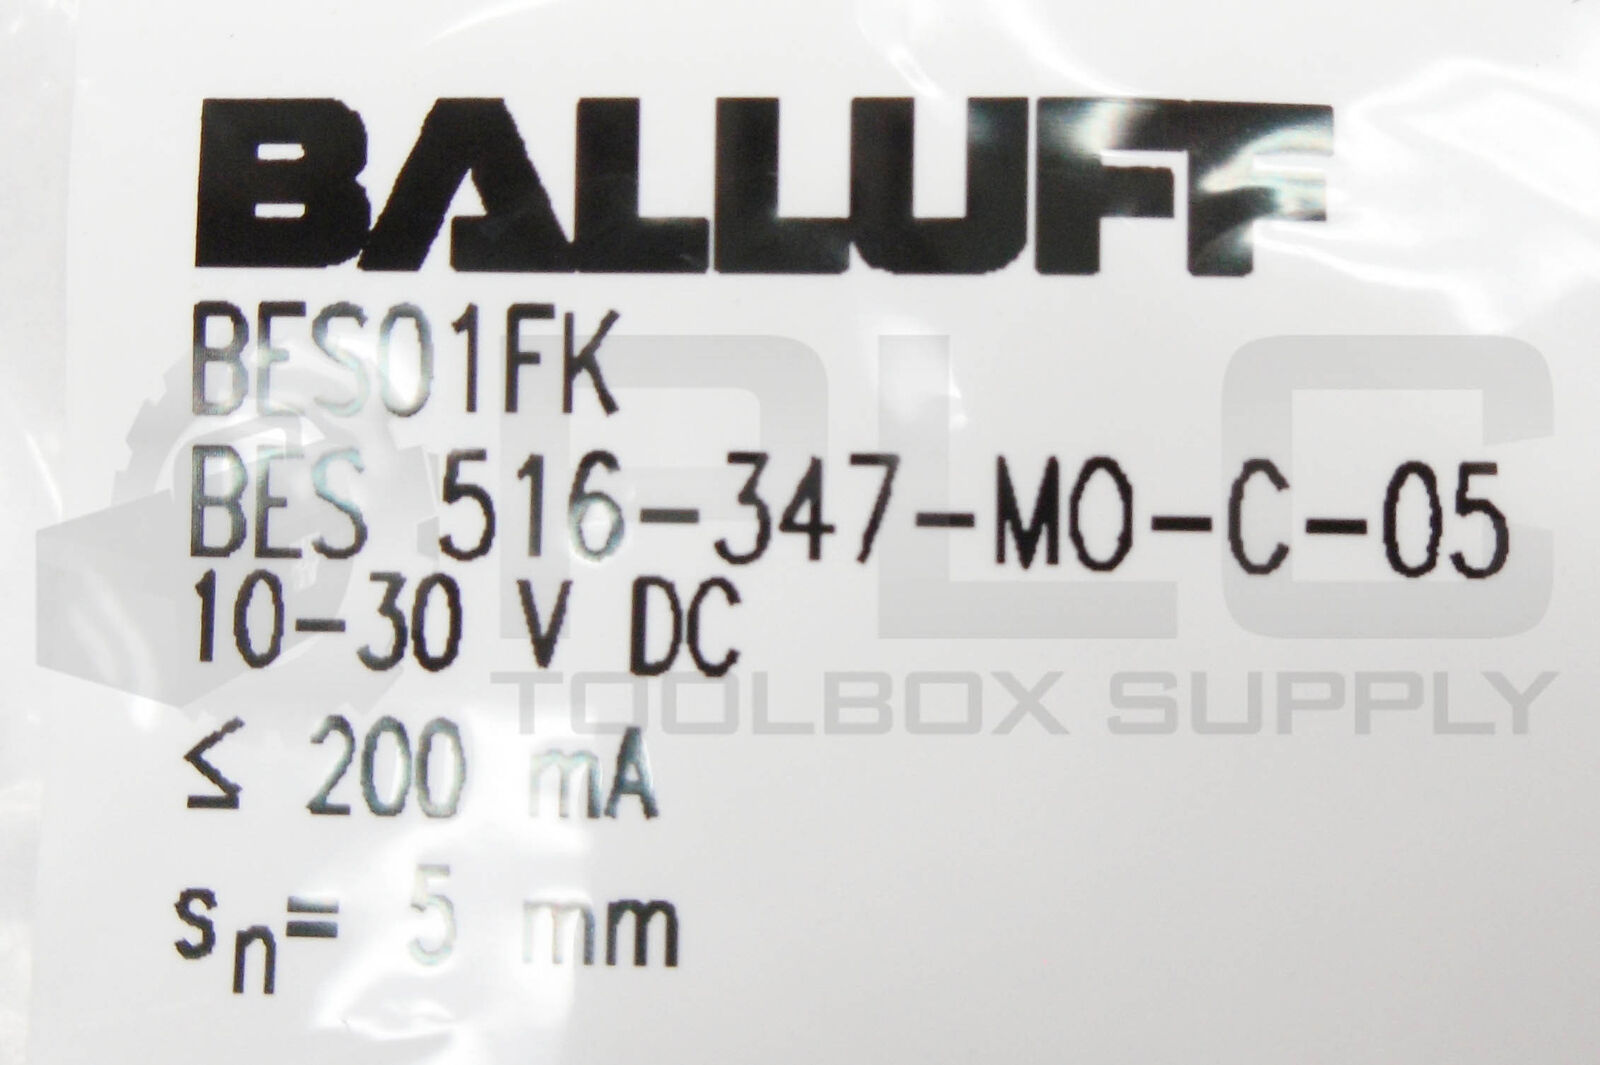 BALLUFF
BES01FK
BES 516-347-MO-C-05
10-30 V DC
PLC
TOOLBOX SUPPLY
≤ 200 mA
sn= 5 mm